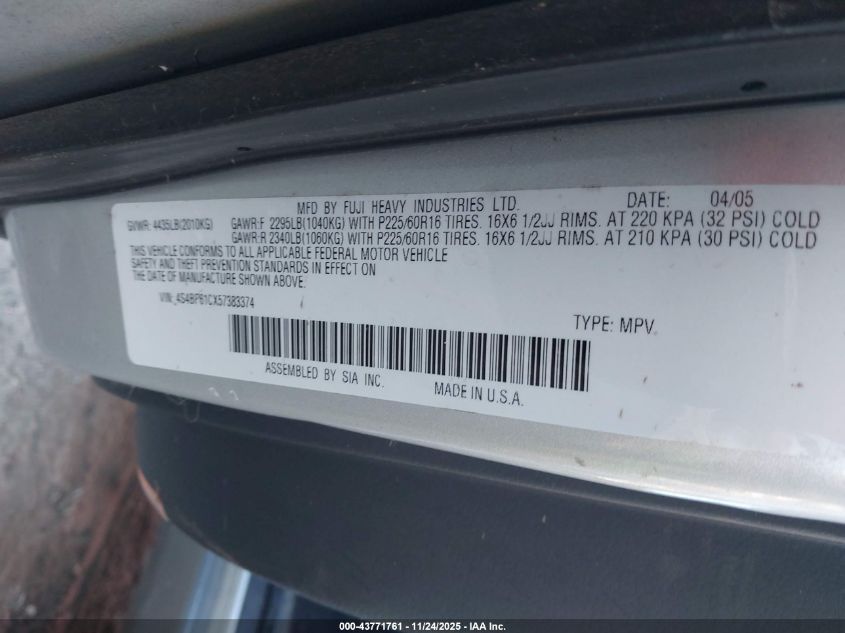 MFD BY FUJI HEAVY INDUSTRIES LTD. DATE: 04/05
GVWR: 4435LB(2010KG) GAWR:F 2295LB(1040KG) WITH P225/60R16 TIRES. 16X6 1/2JJ RIMS. AT 220 KPA (32 PSI) COLD
GAWR:R 2340LB(1060KG) WITH P225/60R16 TIRES. 16X6 1/2JJ RIMS. AT 210 KPA (30 PSI) COLD
THIS VEHICLE CONFORMS TO ALL APPLICABLE FEDERAL MOTOR VEHICLE
SAFETY AND THEFT PREVENTION STANDARDS IN EFFECT ON
THE DATE OF MANUFACTURE SHOWN ABOVE.
VIN: 4S4BP61CX57383374
TYPE: MPV
ASSEMBLED BY SIA INC. MADE IN U.S.A.
000-43771761 - 11/24/2025 - IAA Inc.